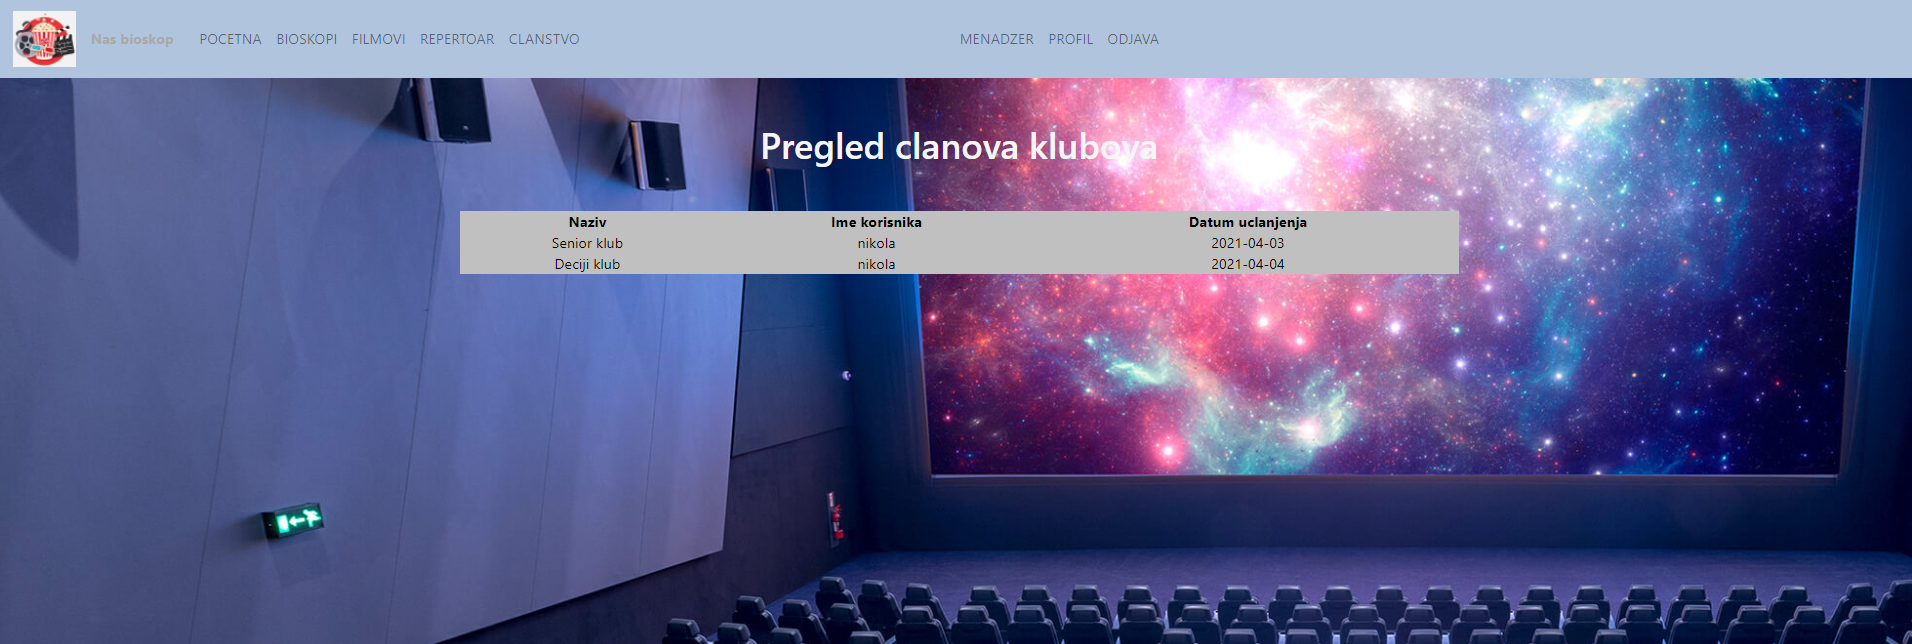 Nas bioskop POCETNA BIOSKOPI FILMOVI REPERTOAR CLANSTVO MENADZER PROFIL ODJAVA
Pregled clanova klubova
Naziv Ime korisnika Datum uclanjenja
Senior klub nikola 2021-04-03
Deciji klub nikola 2021-04-04